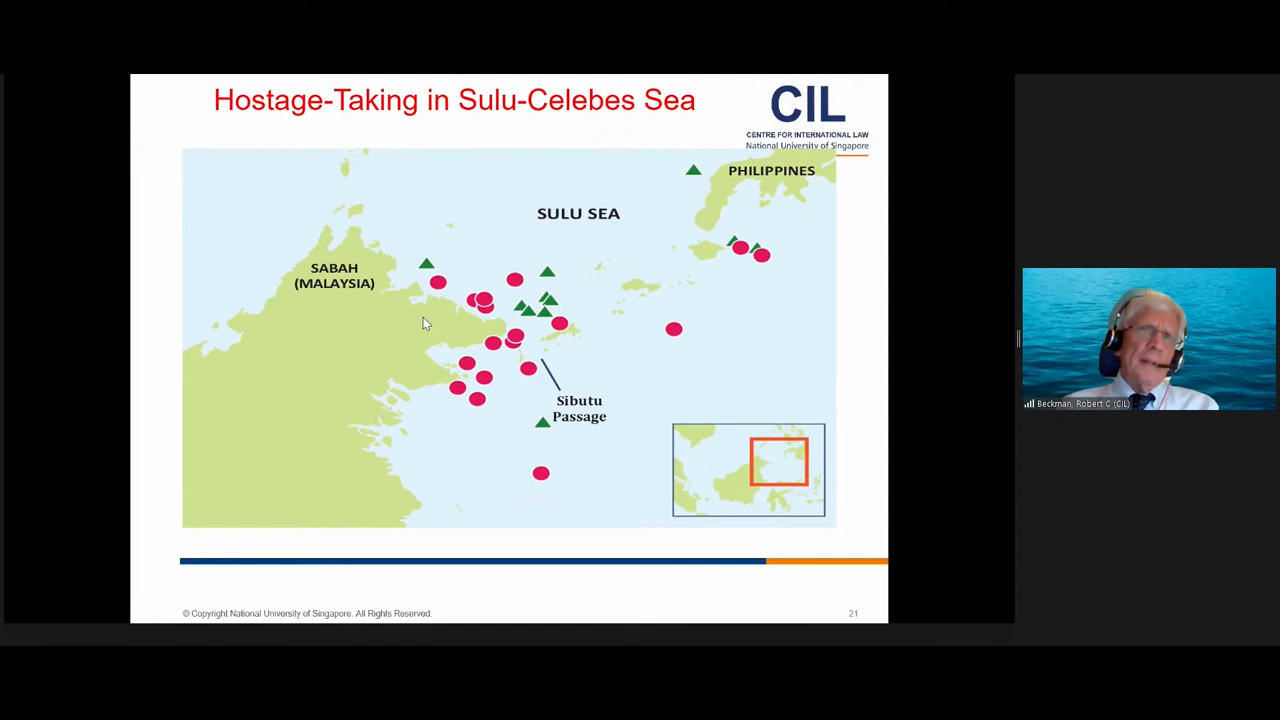 Hostage-Taking in Sulu-Celebes Sea
CIL
CENTRE FOR INTERNATIONAL LAW
National University of Singapore
PHILIPPINES
SULU SEA
SABAH
(MALAYSIA)
Sibutu
Passage
Beckman, Robert C (CIL)
© Copyright National University of Singapore. All Rights Reserved.
21